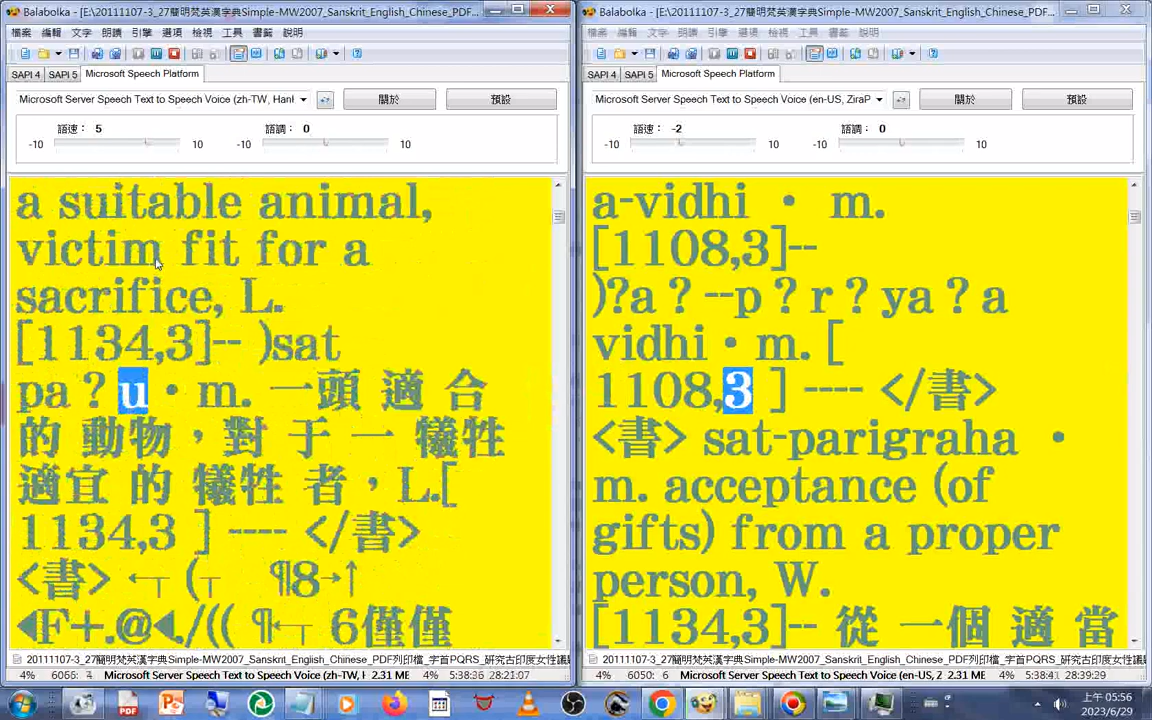 Balabolka - [E:\20111107-3_27簡明梵英漢字典Simple-MW2007_Sanskrit_English_Chinese_PDF...
檔案 編輯 文字 朗讀 引擎 選項 檢視 工具 書籤 說明
SAPI 4 SAPI 5 Microsoft Speech Platform
Microsoft Server Speech Text to Speech Voice (zh-TW, Hanl
關於 預設
語速： 5 語調： 0
-10 10 -10 10
a suitable animal,
victim fit for a
sacrifice, L.
[1134,3]-- )sat
pa ? u • m. 一頭 適 合
的 動物，對 于 一 犧牲
適宜 的 犧牲 者，L.[
1134,3 ] ---- </書>
<書> ←┬ (┬ ¶8→↑
◀F+.@◀./(( ¶←┬ 6僅僅
20111107-3_27簡明梵英漢字典Simple-MW2007_Sanskrit_English_Chinese_PDF列印檔_字首PQRS_研究古印度女性議
4% 6066: 4 Microsoft Server Speech Text to Speech Voice (zh-TW, H 2.31 ME 4% 5:38:36 28:21:07
Balabolka - [E:\20111107-3_27簡明梵英漢字典Simple-MW2007_Sanskrit_English_Chinese_PDF...
檔案 編輯 文字 朗讀 引擎 選項 檢視 工具 書籤 說明
SAPI 4 SAPI 5 Microsoft Speech Platform
Microsoft Server Speech Text to Speech Voice (en-US, ZiraP
關於 預設
語速： -2 語調： 0
-10 10 -10 10
a-vidhi • m.
[1108,3]--
)?a ? --p ? r ? ya ? a
vidhi • m. [
1108,3 ] ---- </書>
<書> sat-parigraha •
m. acceptance (of
gifts) from a proper
person, W.
[1134,3]-- 從 一個 適 當
20111107-3_27簡明梵英漢字典Simple-MW2007_Sanskrit_English_Chinese_PDF列印檔_字首PQRS_研究古印度女性議
4% 6050: 6 Microsoft Server Speech Text to Speech Voice (en-US, Z 2.31 ME 4% 5:38:41 28:39:29
PDF
上午 05:56
2023/6/29